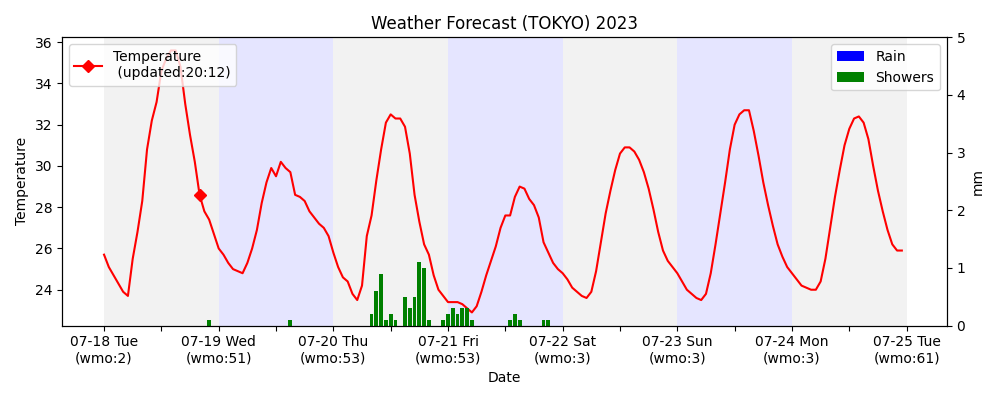 Weather Forecast (TOKYO) 2023
Temperature
(updated:20:12)
Rain
Showers
36
34
32
30
28
26
24
Temperature
5
4
3
2
1
0
mm
07-18 Tue
(wmo:2)
07-19 Wed
(wmo:51)
07-20 Thu
(wmo:53)
07-21 Fri
(wmo:53)
07-22 Sat
(wmo:3)
07-23 Sun
(wmo:3)
07-24 Mon
(wmo:3)
07-25 Tue
(wmo:61)
Date